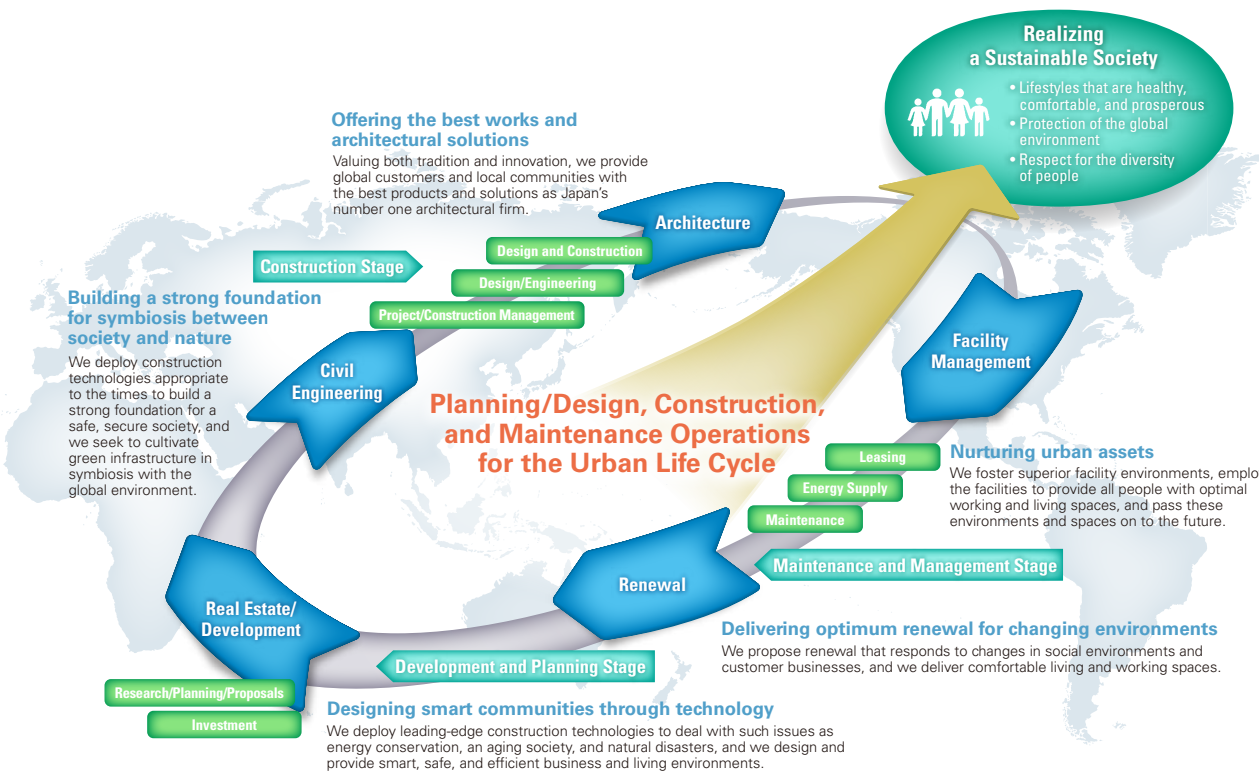 Realizing
a Sustainable Society
• Lifestyles that are healthy,
comfortable, and prosperous
• Protection of the global
environment
• Respect for the diversity
of people
Offering the best works and
architectural solutions
Valuing both tradition and innovation, we provide
global customers and local communities with
the best products and solutions as Japan's
number one architectural firm.
Architecture
Design and Construction
Construction Stage
Design/Engineering
Project/Construction Management
Building a strong foundation
for symbiosis between
society and nature
We deploy construction
technologies appropriate
to the times to build a
strong foundation for a
safe, secure society, and
we seek to cultivate
green infrastructure in
symbiosis with the
global environment.
Civil
Engineering
Facility
Management
Planning/Design, Construction,
and Maintenance Operations
for the Urban Life Cycle
Leasing
Energy Supply
Maintenance
Nurturing urban assets
We foster superior facility environments, emplo
the facilities to provide all people with optimal
working and living spaces, and pass these
environments and spaces on to the future.
Maintenance and Management Stage
Renewal
Delivering optimum renewal for changing environments
We propose renewal that responds to changes in social environments and
customer businesses, and we deliver comfortable living and working spaces.
Real Estate/
Development
Development and Planning Stage
Research/Planning/Proposals
Investment
Designing smart communities through technology
We deploy leading-edge construction technologies to deal with such issues as
energy conservation, an aging society, and natural disasters, and we design and
provide smart, safe, and efficient business and living environments.